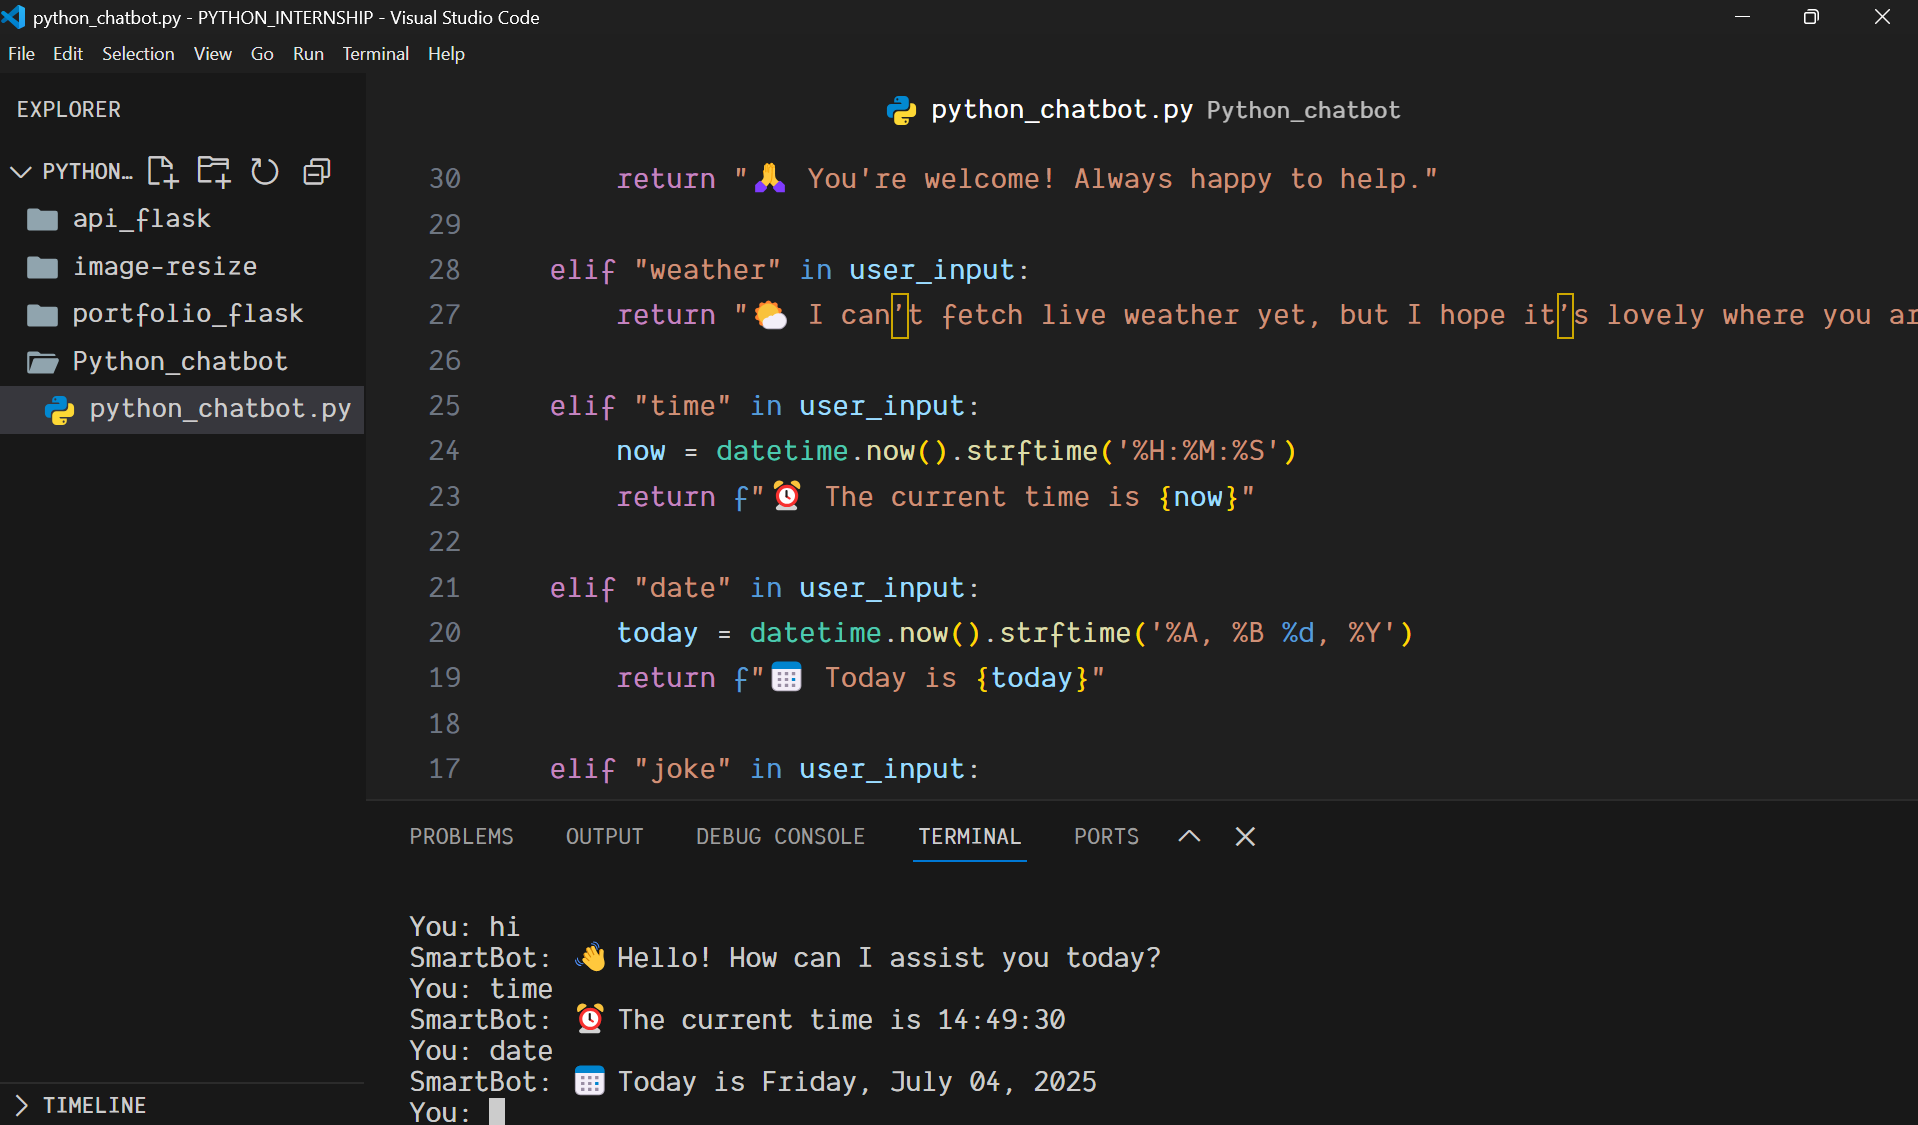 python_chatbot.py - PYTHON_INTERNSHIP - Visual Studio Code
File Edit Selection View Go Run Terminal Help
EXPLORER
PYTHON...
api_flask
image-resize
portfolio_flask
Python_chatbot
python_chatbot.py
TIMELINE
python_chatbot.py Python_chatbot
30 return "🙏 You're welcome! Always happy to help."
29
28 elif "weather" in user_input:
27 return "🌤️ I can’t fetch live weather yet, but I hope it’s lovely where you ar
26
25 elif "time" in user_input:
24 now = datetime.now().strftime('%H:%M:%S')
23 return f"⏰ The current time is {now}"
22
21 elif "date" in user_input:
20 today = datetime.now().strftime('%A, %B %d, %Y')
19 return f"📅 Today is {today}"
18
17 elif "joke" in user_input:
PROBLEMS OUTPUT DEBUG CONSOLE TERMINAL PORTS
You: hi
SmartBot: 👋 Hello! How can I assist you today?
You: time
SmartBot: ⏰ The current time is 14:49:30
You: date
SmartBot: 📅 Today is Friday, July 04, 2025
You: